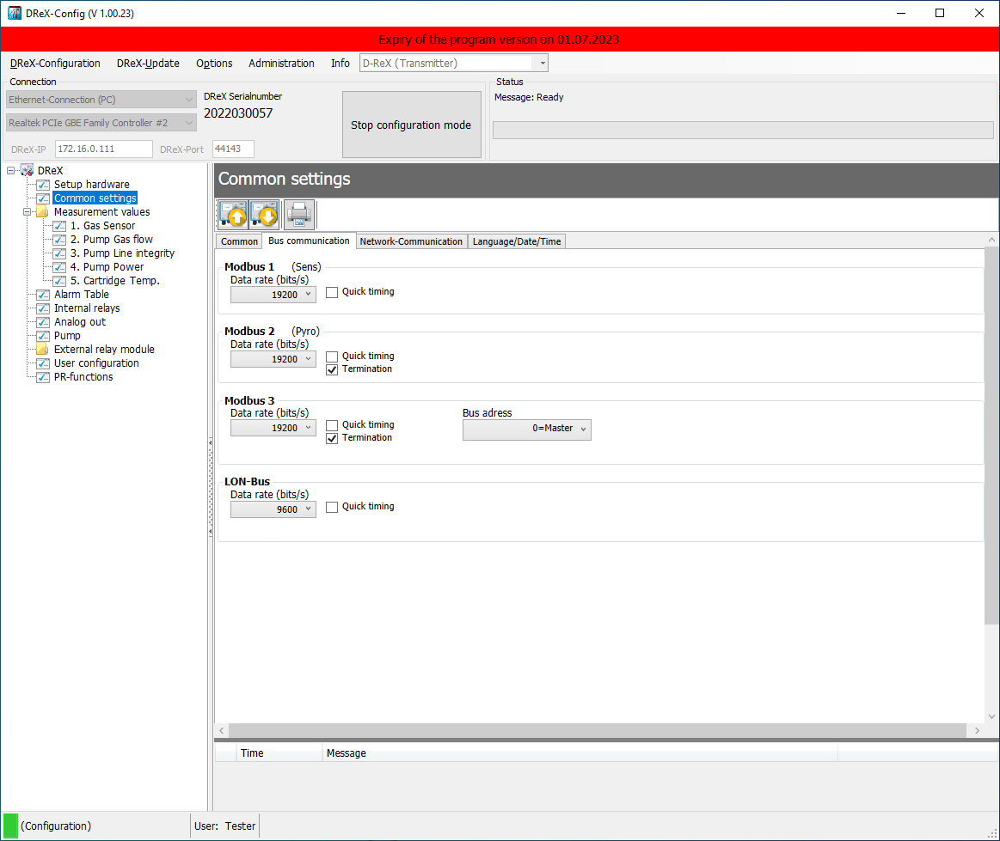 DReX-Config (V 1.00.23)
Expiry of the program version on 01.07.2023
DReX-Configuration DReX-Update Options Administration Info D-ReX (Transmitter)
Connection
Ethernet-Connection (PC)
Realtek PCIe GBE Family Controller #2
DReX-IP 172.16.0.111 DReX-Port 44143
DReX Serialnumber
2022030057
Stop configuration mode
Status
Message: Ready
DReX
Setup hardware
Common settings
Measurement values
1. Gas Sensor
2. Pump Gas flow
3. Pump Line integrity
4. Pump Power
5. Cartridge Temp.
Alarm Table
Internal relays
Analog out
Pump
External relay module
User configuration
PR-functions
Common settings
Common Bus communication Network-Communication Language/Date/Time
Modbus 1 (Sens)
Data rate (bits/s)
19200 Quick timing
Modbus 2 (Pyro)
Data rate (bits/s)
19200 Quick timing
Termination
Modbus 3
Data rate (bits/s) Bus adress
19200 Quick timing 0=Master
Termination
LON-Bus
Data rate (bits/s)
9600 Quick timing
Time Message
(Configuration) User: Tester